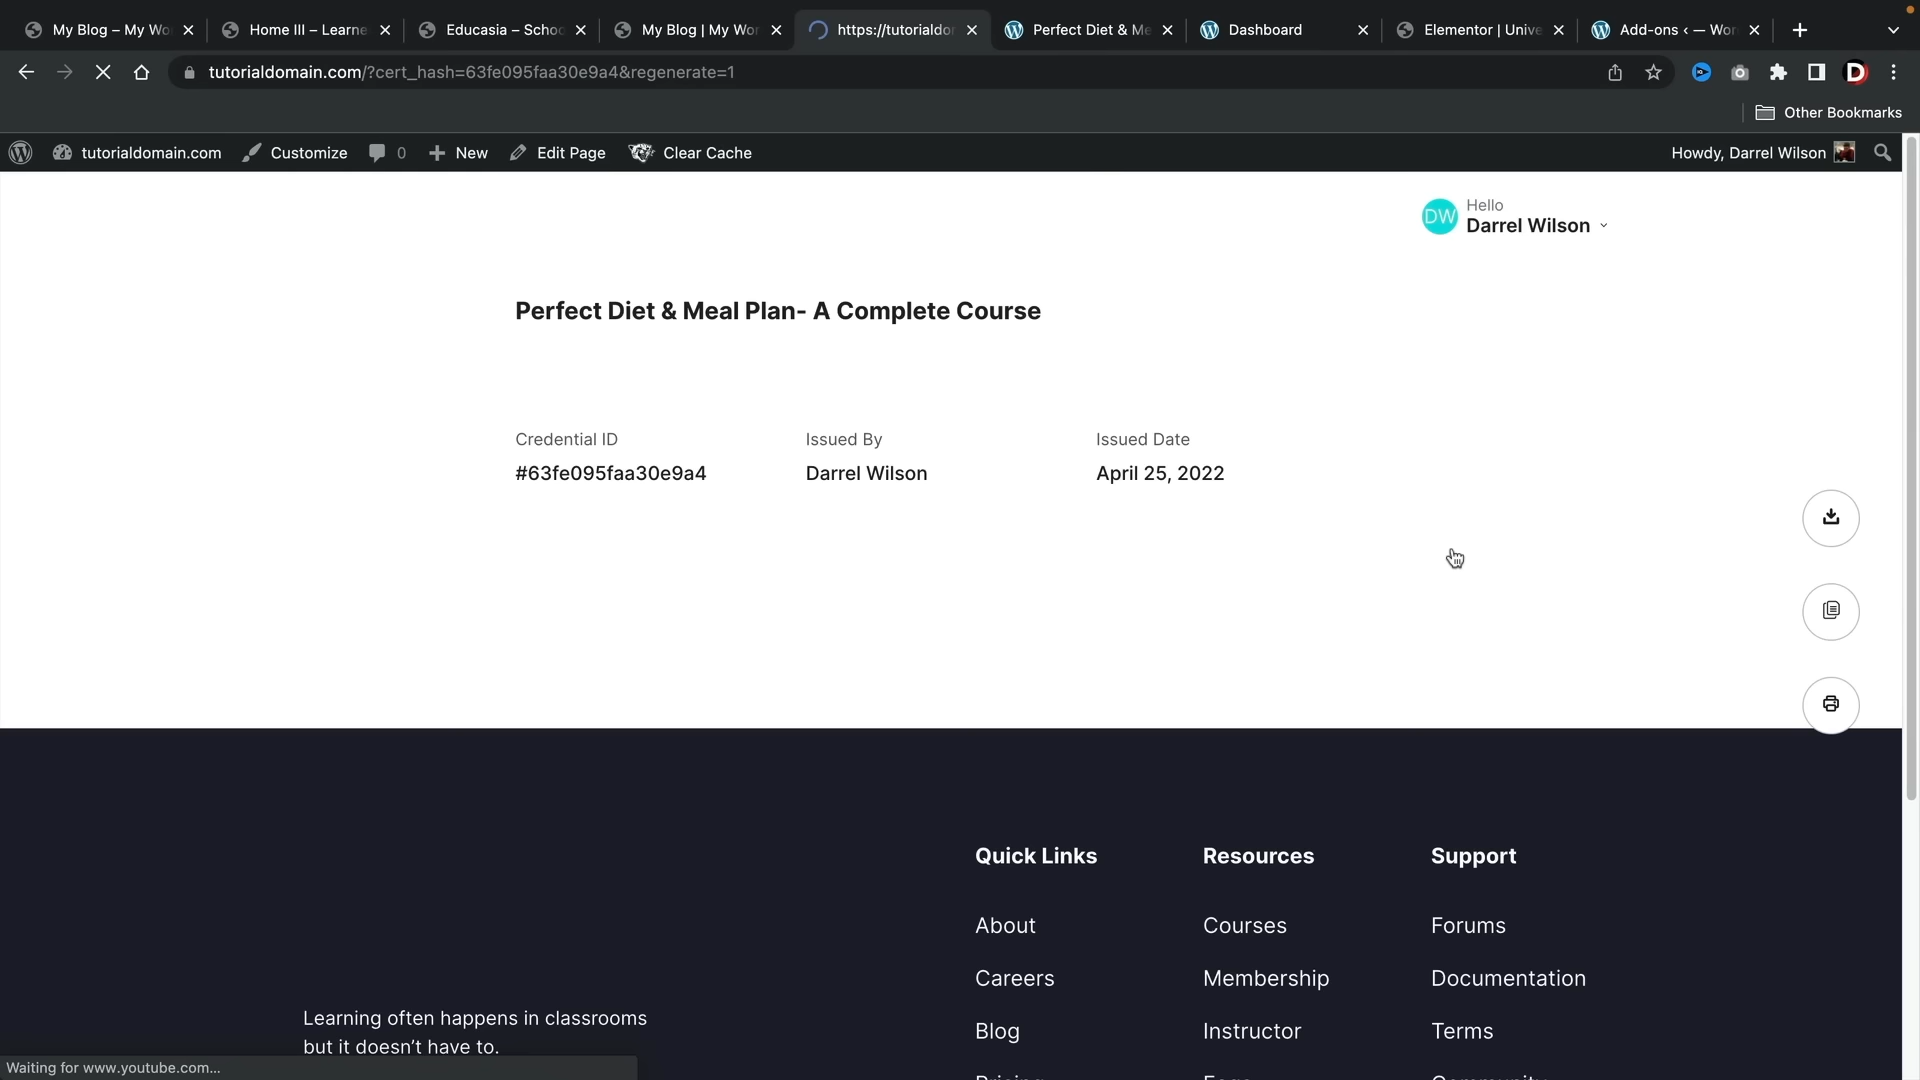 My Blog – My Wo
Home III – Learne
Educasia – Schoo
My Blog | My Wor
https://tutorialdo
Perfect Diet & Me
Dashboard
Elementor | Unive
Add-ons ‹ — Wor
tutorialdomain.com/?cert_hash=63fe095faa30e9a4&regenerate=1
Other Bookmarks
tutorialdomain.com
Customize
0
New
Edit Page
Clear Cache
Howdy, Darrel Wilson
DW
Hello
Darrel Wilson
Perfect Diet & Meal Plan- A Complete Course
Credential ID
#63fe095faa30e9a4
Issued By
Darrel Wilson
Issued Date
April 25, 2022
Quick Links
About
Careers
Blog
Resources
Courses
Membership
Instructor
Support
Forums
Documentation
Terms
Learning often happens in classrooms
but it doesn’t have to.
Waiting for www.youtube.com...